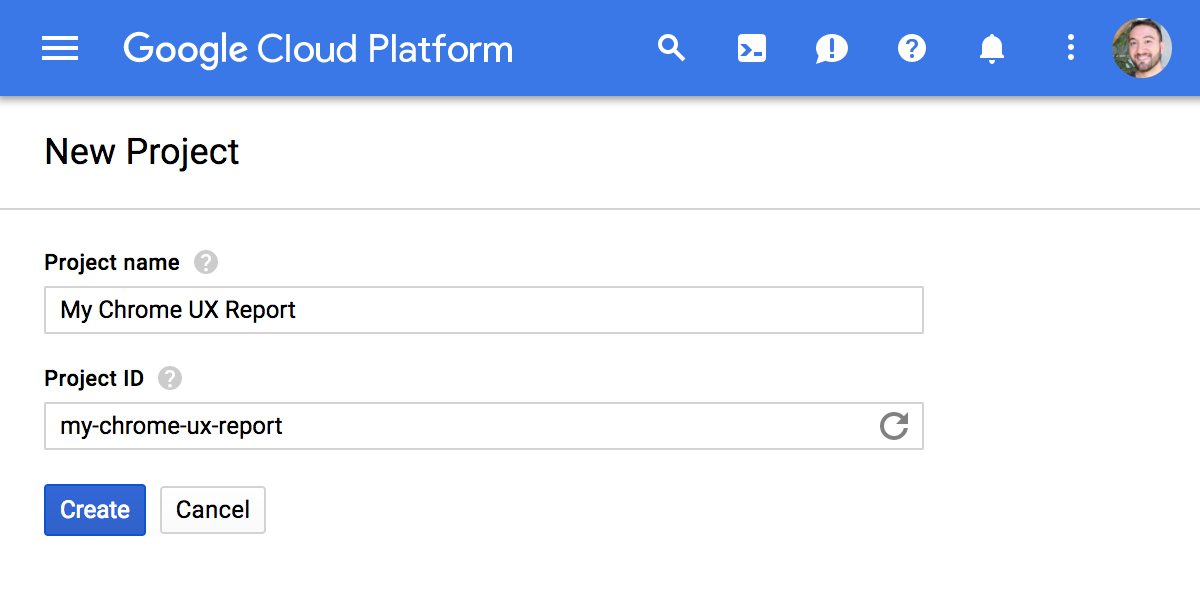 Google Cloud Platform
New Project
Project name
My Chrome UX Report
Project ID
my-chrome-ux-report
Create Cancel